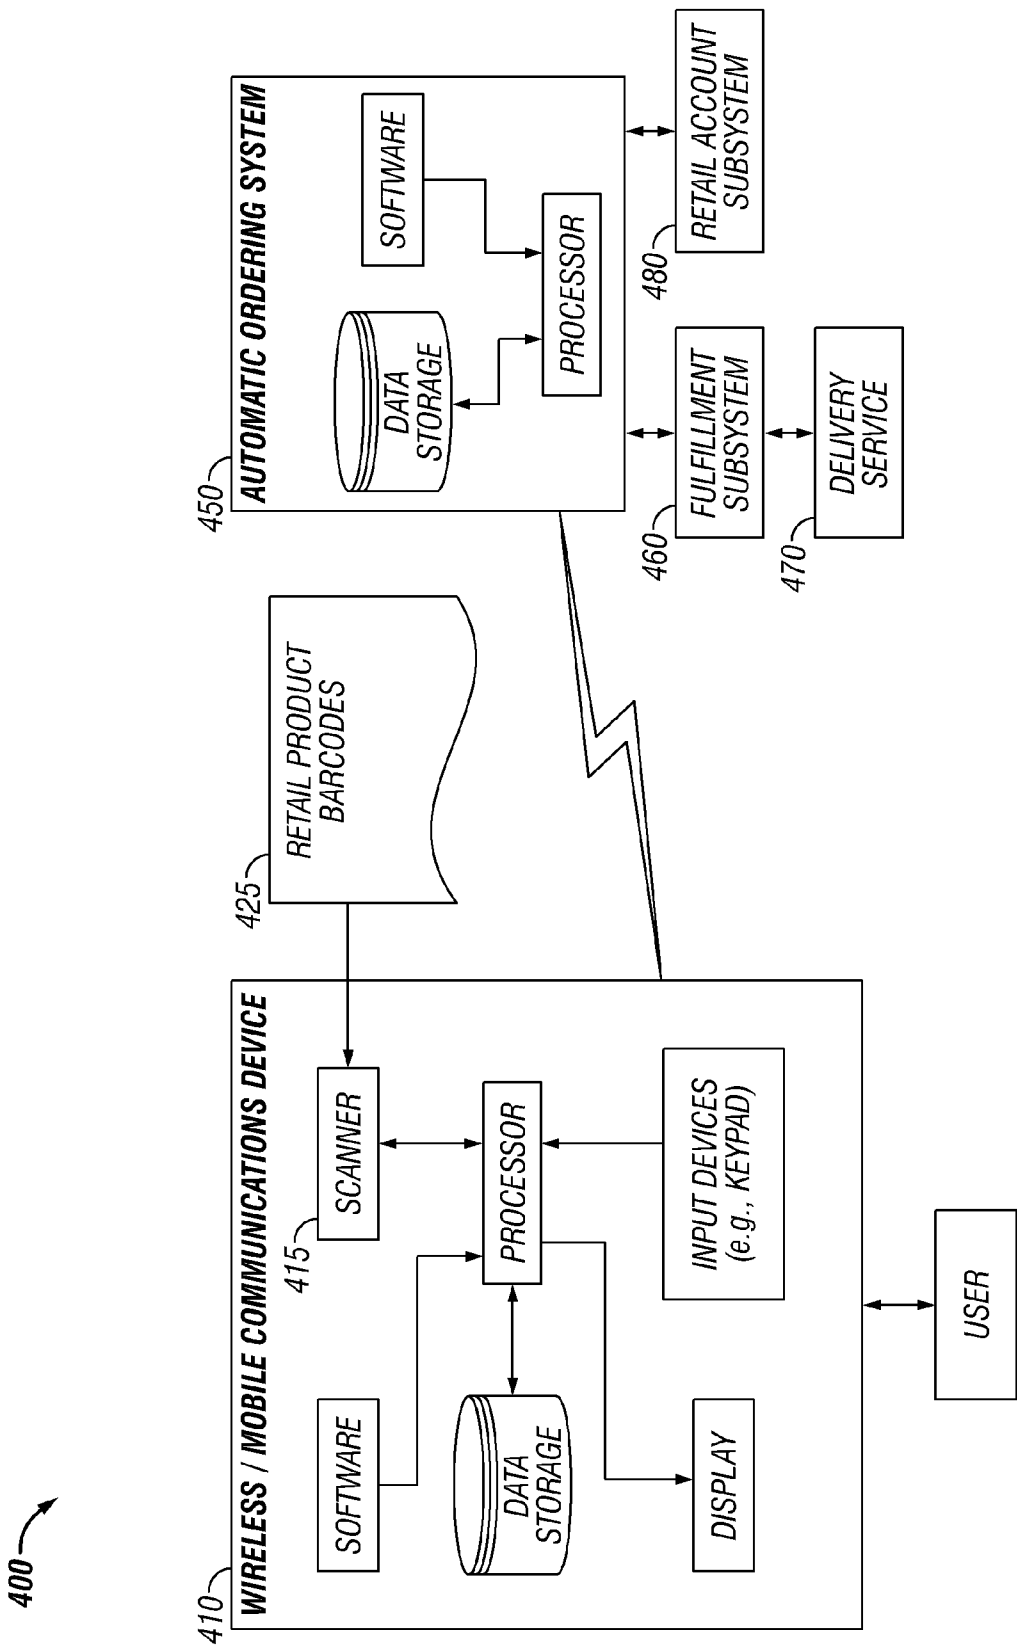 400
410
WIRELESS / MOBILE COMMUNICATIONS DEVICE
SOFTWARE
415
SCANNER
DATA
STORAGE
PROCESSOR
DISPLAY
INPUT DEVICES
(e.g., KEYPAD)
USER
425
RETAIL PRODUCT
BARCODES
450
AUTOMATIC ORDERING SYSTEM
DATA
STORAGE
SOFTWARE
PROCESSOR
460
FULFILLMENT
SUBSYSTEM
470
DELIVERY
SERVICE
480
RETAIL ACCOUNT
SUBSYSTEM